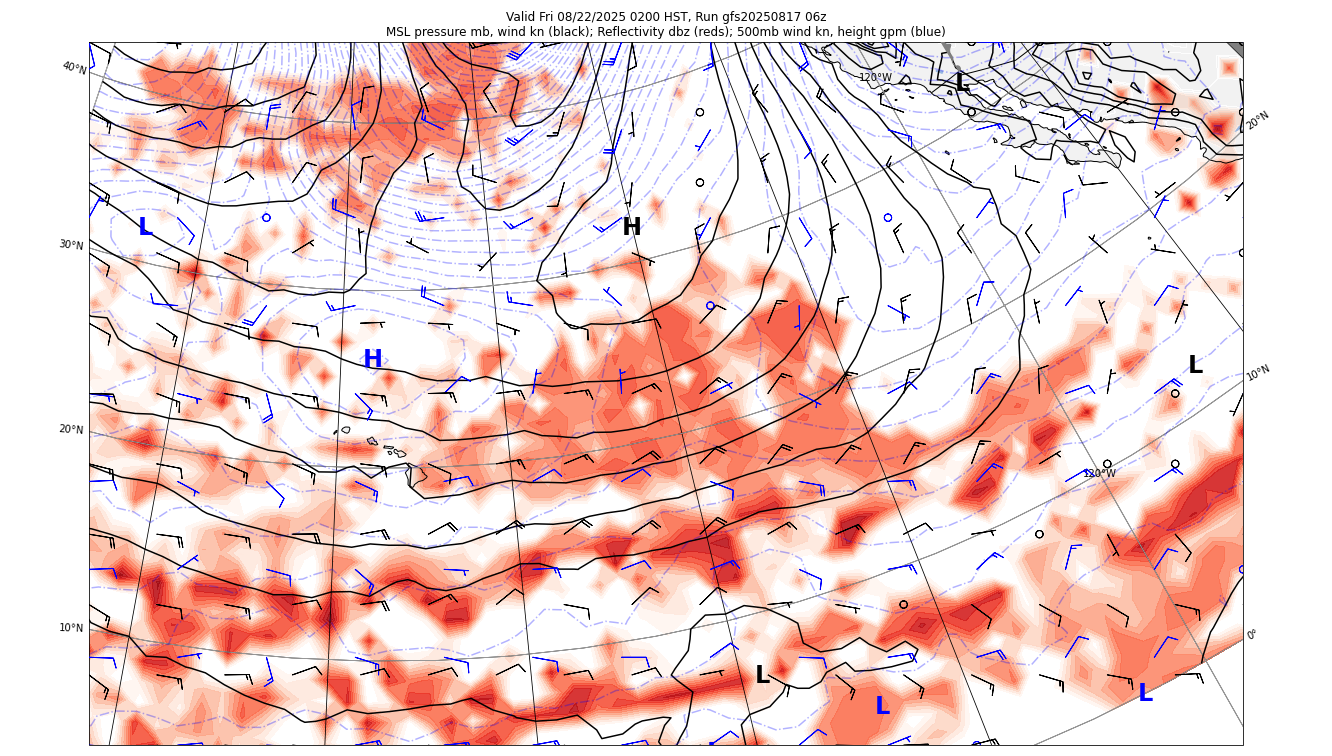 Valid Fri 08/22/2025 0200 HST, Run gfs20250817 06z
MSL pressure mb, wind kn (black); Reflectivity dbz (reds); 500mb wind kn, height gpm (blue)
40°N
120°W
L
20°N
L
H
30°N
H
L
10°N
20°N
120°W
10°N
0°
L
L
L